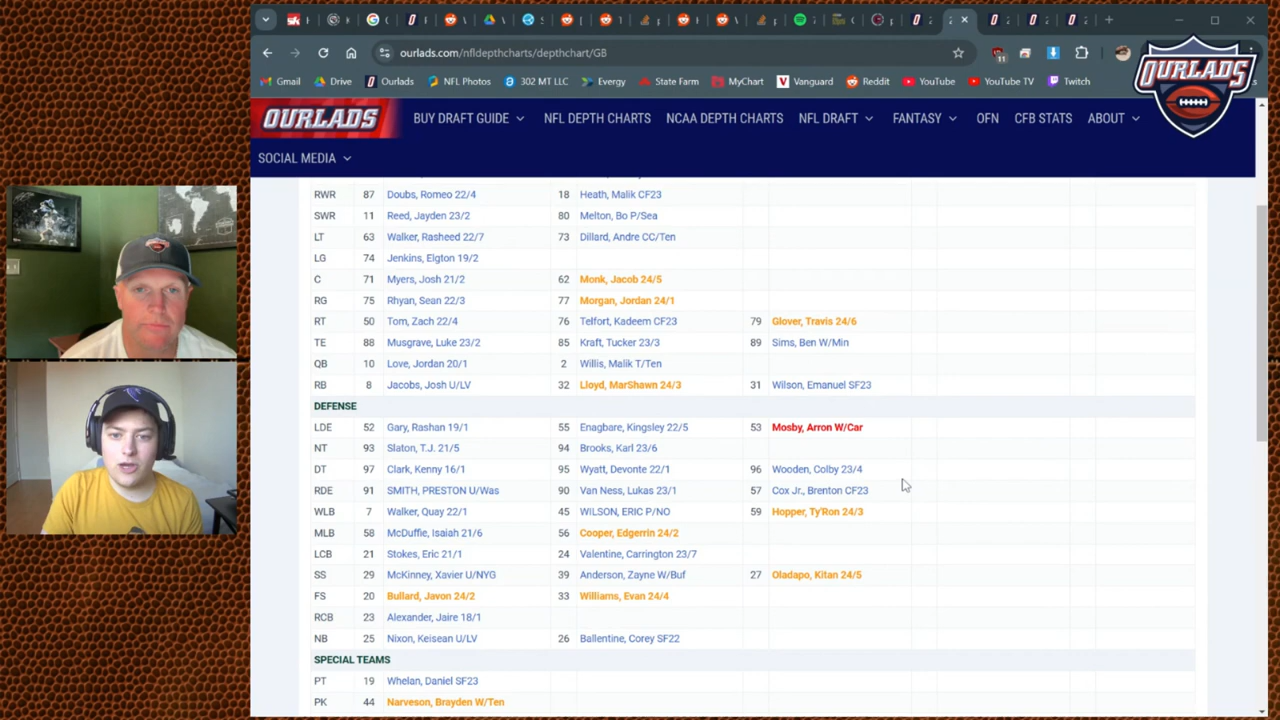 ourlads.com/nfldepthcharts/depthchart/GB
11
Gmail Drive Ourlads NFL Photos 302 MT LLC Evergy State Farm MyChart Vanguard Reddit YouTube YouTube TV Twitch
OURLADS
OURLADS BUY DRAFT GUIDE NFL DEPTH CHARTS NCAA DEPTH CHARTS NFL DRAFT FANTASY OFN CFB STATS ABOUT
SOCIAL MEDIA
RWR 87 Doubs, Romeo 22/4 18 Heath, Malik CF23
SWR 11 Reed, Jayden 23/2 80 Melton, Bo P/Sea
LT 63 Walker, Rasheed 22/7 73 Dillard, Andre CC/Ten
LG 74 Jenkins, Elgton 19/2
C 71 Myers, Josh 21/2 62 Monk, Jacob 24/5
RG 75 Rhyan, Sean 22/3 77 Morgan, Jordan 24/1
RT 50 Tom, Zach 22/4 76 Telfort, Kadeem CF23 79 Glover, Travis 24/6
TE 88 Musgrave, Luke 23/2 85 Kraft, Tucker 23/3 89 Sims, Ben W/Min
QB 10 Love, Jordan 20/1 2 Willis, Malik T/Ten
RB 8 Jacobs, Josh U/LV 32 Lloyd, MarShawn 24/3 31 Wilson, Emanuel SF23
DEFENSE
LDE 52 Gary, Rashan 19/1 55 Enagbare, Kingsley 22/5 53 Mosby, Arron W/Car
NT 93 Slaton, T.J. 21/5 94 Brooks, Karl 23/6
DT 97 Clark, Kenny 16/1 95 Wyatt, Devonte 22/1 96 Wooden, Colby 23/4
RDE 91 SMITH, PRESTON U/Was 90 Van Ness, Lukas 23/1 57 Cox Jr., Brenton CF23
WLB 7 Walker, Quay 22/1 45 WILSON, ERIC P/NO 59 Hopper, Ty'Ron 24/3
MLB 58 McDuffie, Isaiah 21/6 56 Cooper, Edgerrin 24/2
LCB 21 Stokes, Eric 21/1 24 Valentine, Carrington 23/7
SS 29 McKinney, Xavier U/NYG 39 Anderson, Zayne W/Buf 27 Oladapo, Kitan 24/5
FS 20 Bullard, Javon 24/2 33 Williams, Evan 24/4
RCB 23 Alexander, Jaire 18/1
NB 25 Nixon, Keisean U/LV 26 Ballentine, Corey SF22
SPECIAL TEAMS
PT 19 Whelan, Daniel SF23
PK 44 Narveson, Brayden W/Ten